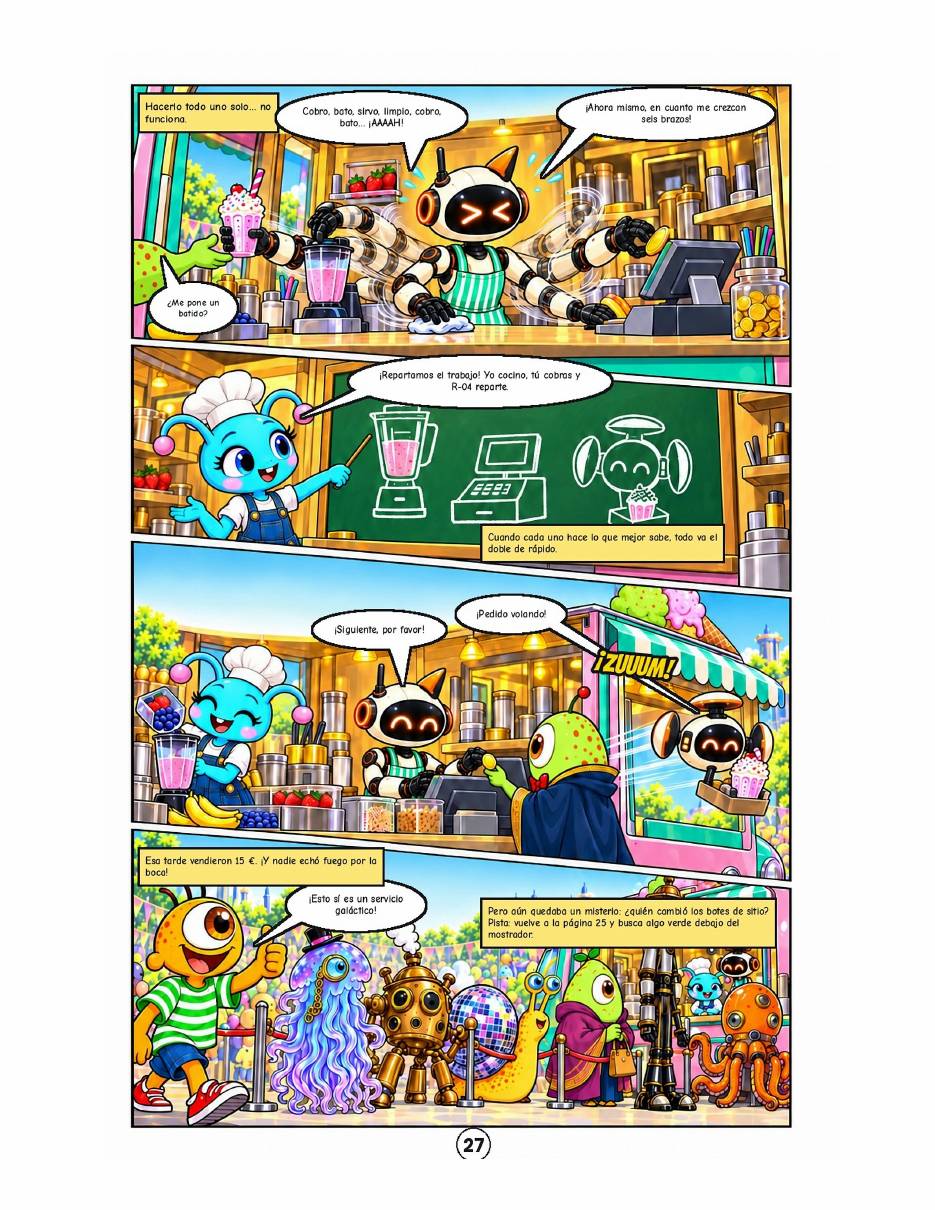 Hacerlo todo uno solo... no
funciona.
Cobro, bato, sirvo, limpio, cobro,
bato... ¡AAAAH!
¡Ahora mismo, en cuanto me crezcan
seis brazos!
¿Me pone un
batido?
¡Repartamos el trabajo! Yo cocino, tú cobras y
R-04 reparte.
Cuando cada uno hace lo que mejor sabe, todo va el
doble de rápido.
¡Siguiente, por favor!
¡Pedido volando!
¡ZUUUM!
Esa tarde vendieron 15 €. ¡Y nadie echó fuego por la
boca!
¡Esto sí es un servicio
galáctico!
Pero aún quedaba un misterio: ¿quién cambió los botes de sitio?
Pista: vuelve a la página 25 y busca algo verde debajo del
mostrador.
27